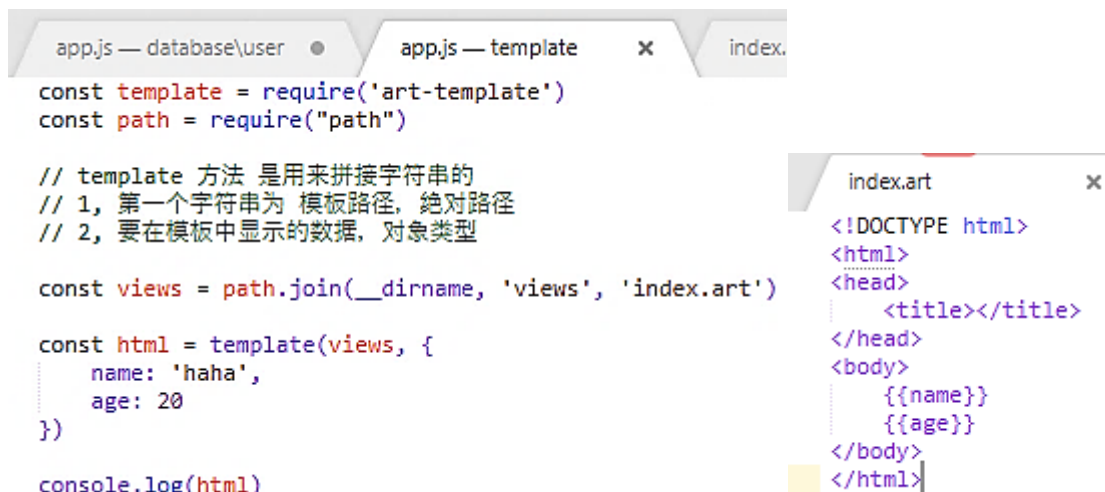 app.js — database\user
app.js — template
index.
const template = require('art-template')
const path = require("path")
// template 方法 是用来拼接字符串的
// 1, 第一个字符串为 模板路径, 绝对路径
// 2, 要在模板中显示的数据, 对象类型
const views = path.join(__dirname, 'views', 'index.art')
const html = template(views, {
name: 'haha',
age: 20
})
console.log(html)
index.art
<!DOCTYPE html>
<html>
<head>
<title></title>
</head>
<body>
{{name}}
{{age}}
</body>
</html>